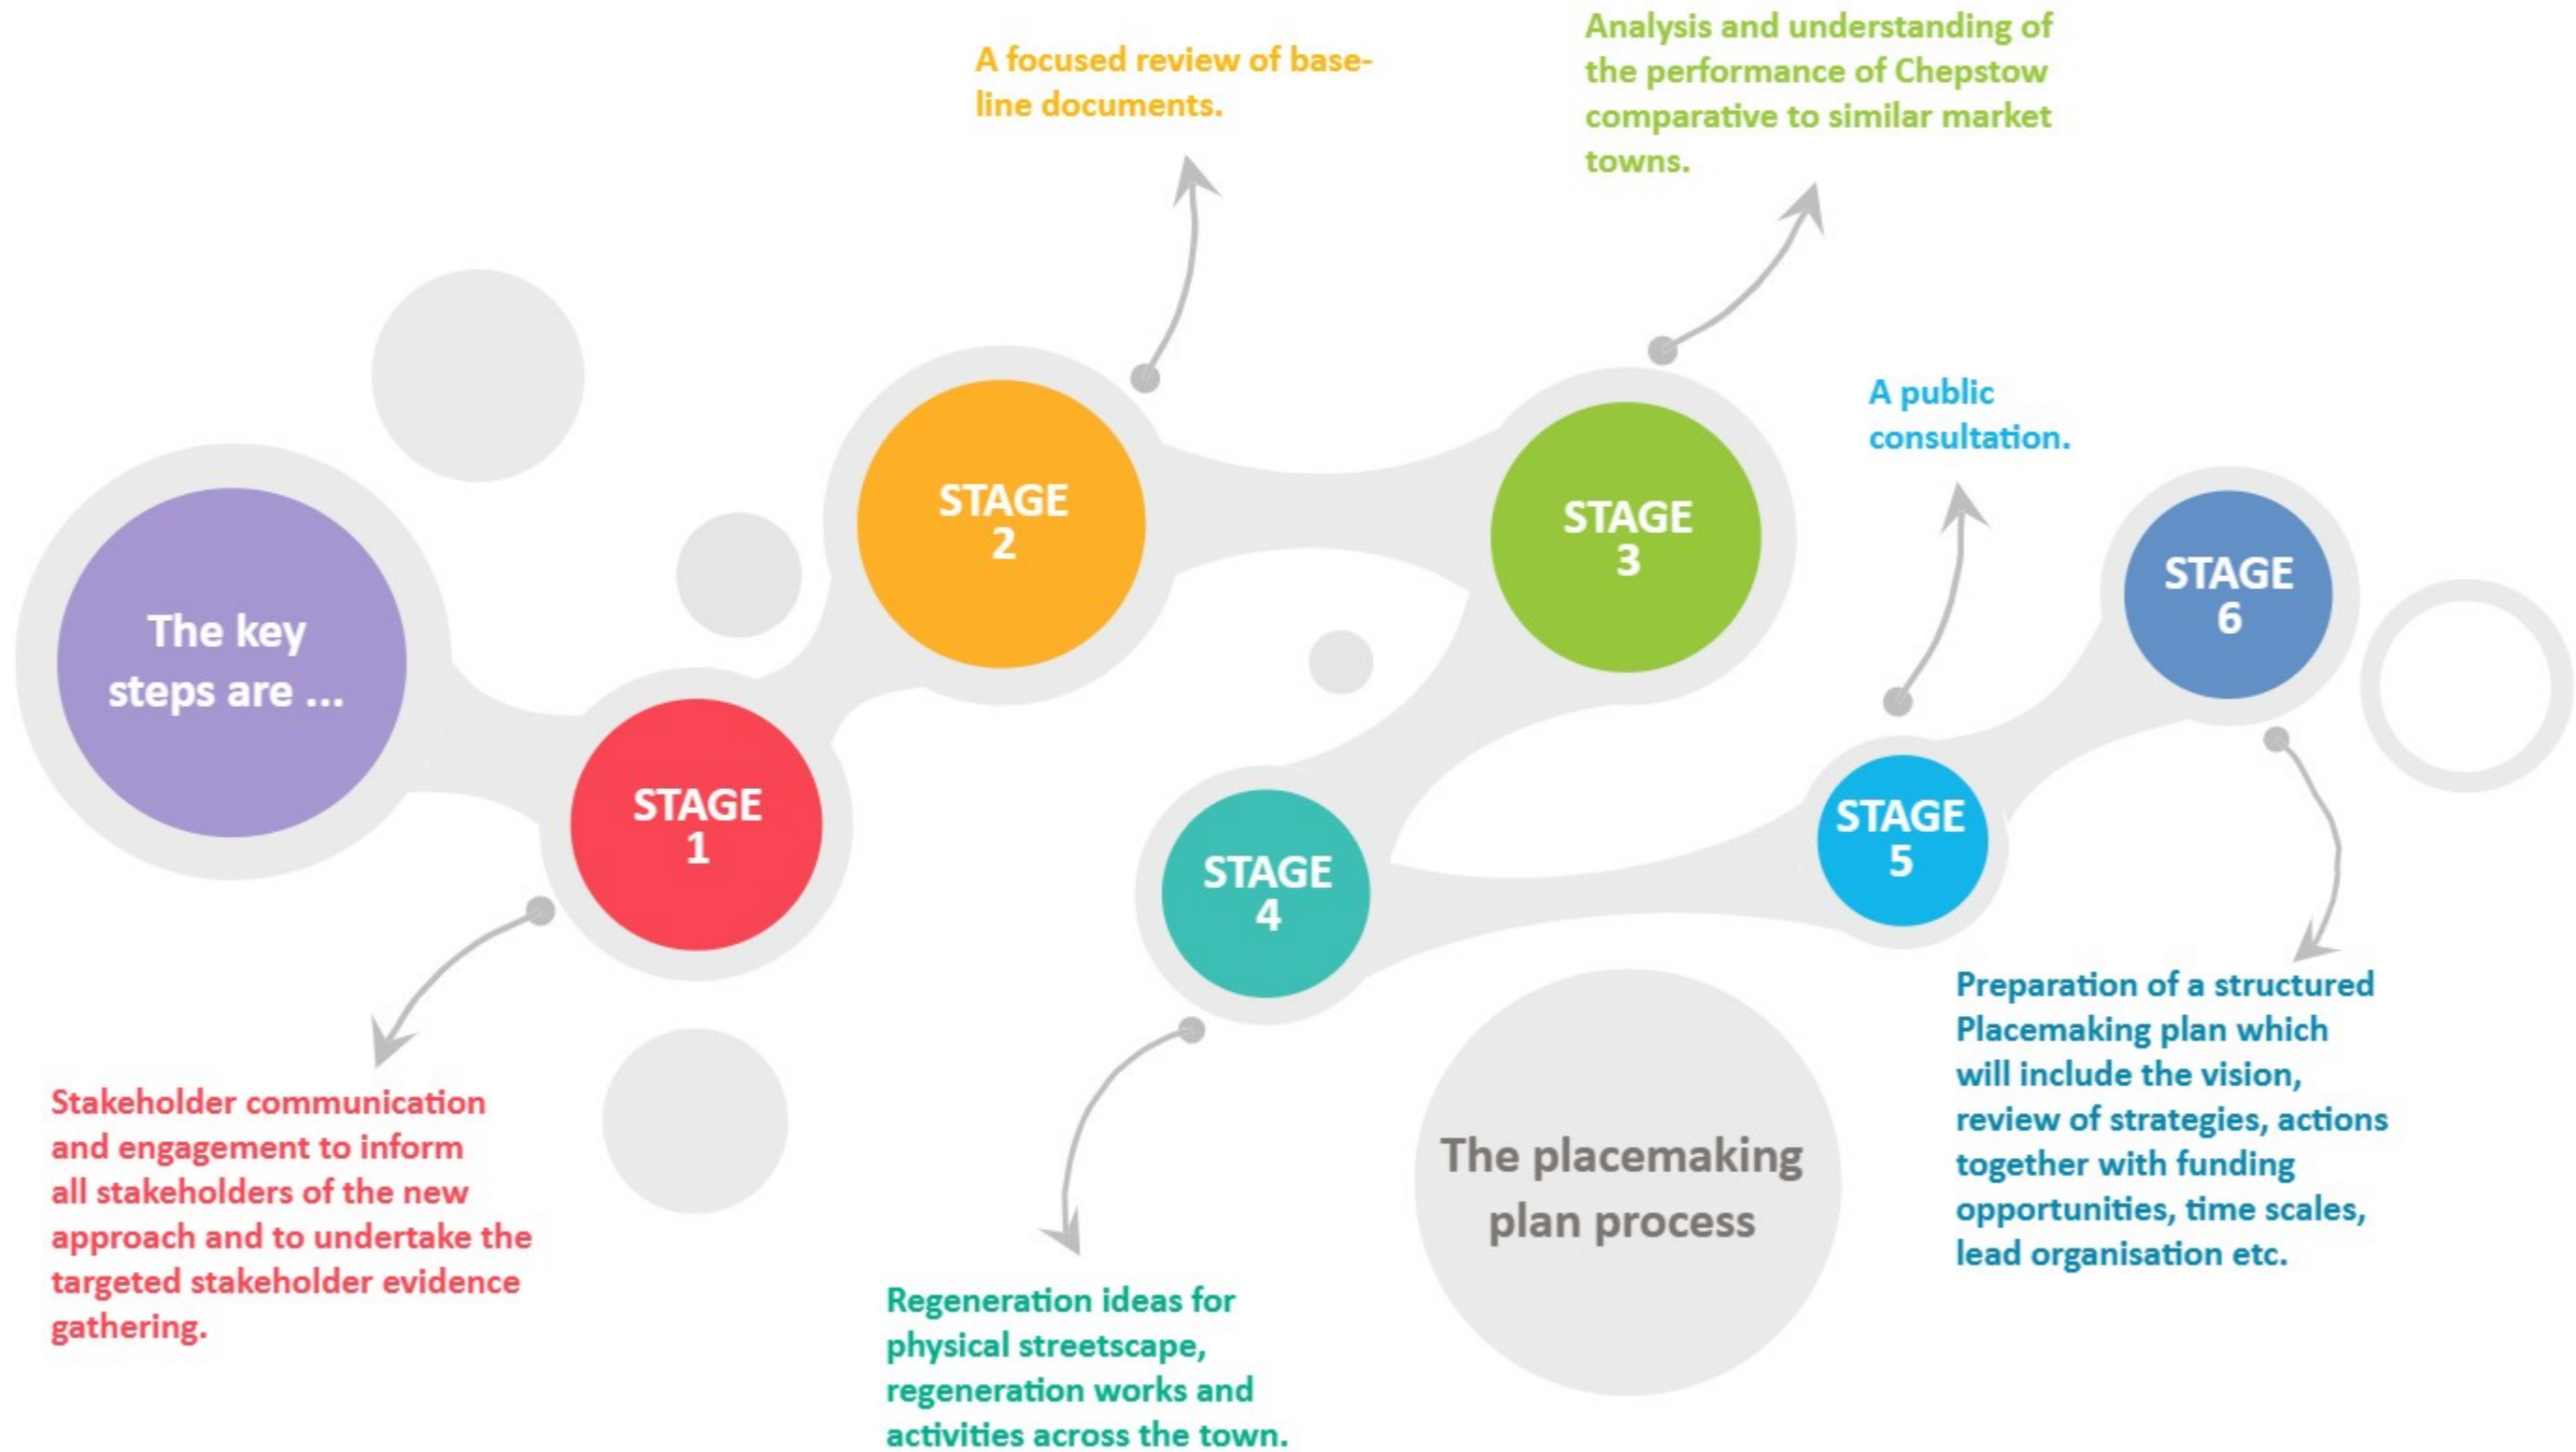 The key
steps are ...
STAGE
1
Stakeholder communication
and engagement to inform
all stakeholders of the new
approach and to undertake the
targeted stakeholder evidence
gathering.
STAGE
2
A focused review of base-
line documents.
STAGE
3
Analysis and understanding of
the performance of Chepstow
comparative to similar market
towns.
STAGE
4
Regeneration ideas for
physical streetscape,
regeneration works and
activities across the town.
STAGE
5
A public
consultation.
STAGE
6
Preparation of a structured
Placemaking plan which
will include the vision,
review of strategies, actions
together with funding
opportunities, time scales,
lead organisation etc.
The placemaking
plan process